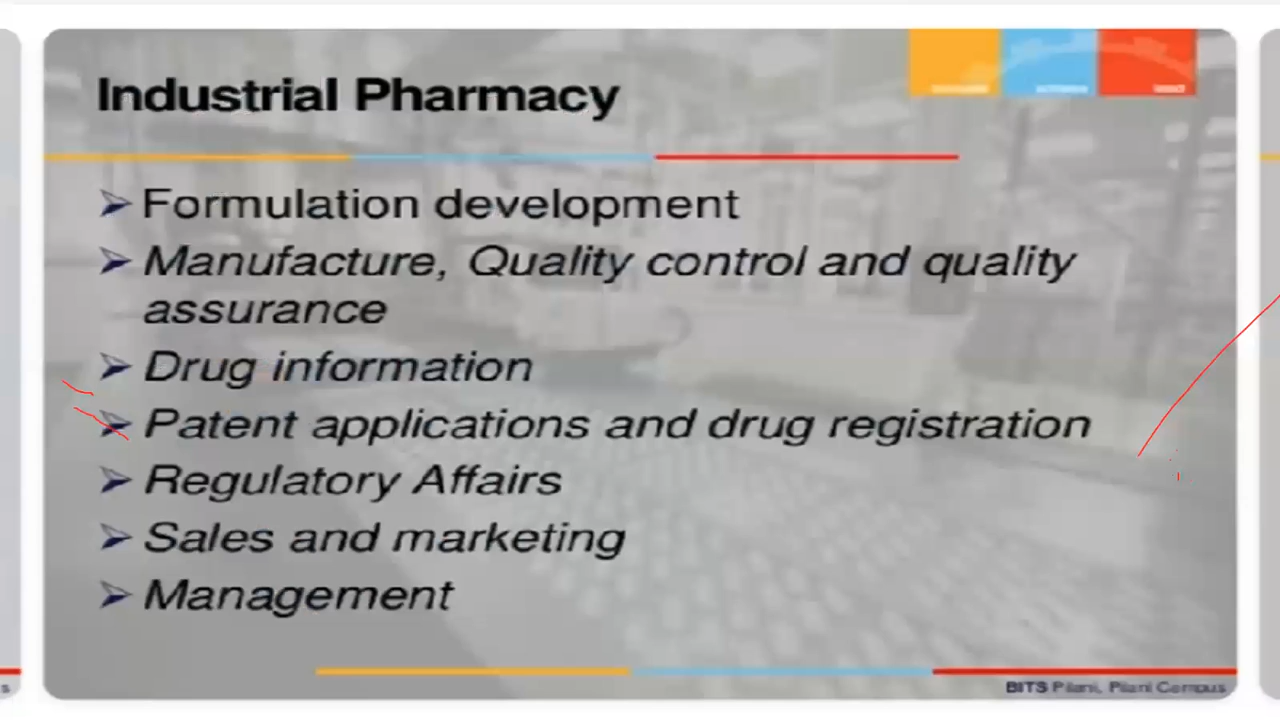 Industrial Pharmacy
Formulation development
Manufacture, Quality control and quality
assurance
Drug information
Patent applications and drug registration
Regulatory Affairs
Sales and marketing
Management
BITS Pilani, Pilani Campus